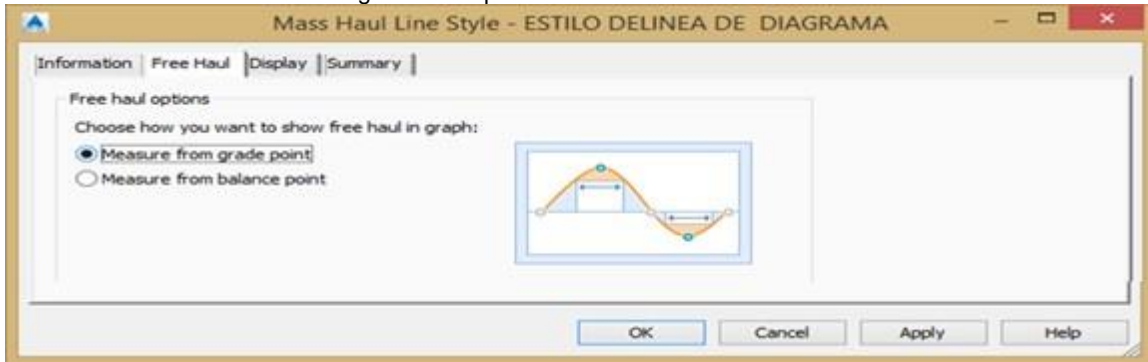 Mass Haul Line Style - ESTILO DELINEA DE DIAGRAMA
Information Free Haul Display Summary
Free haul options
Choose how you want to show free haul in graph:
Measure from grade point
Measure from balance point
OK Cancel Apply Help